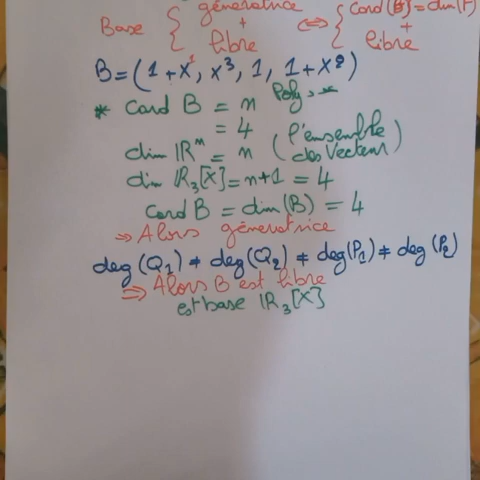 Base { génératrice + libre ⇔ { card(B) = dim(F) + libre
B = (1+X¹, X³, 1, 1+X²)
* Card B = n
= 4
dim ℝⁿ = n (l'ensemble des Vecteur)
dim ℝ₃[X] = n+1 = 4
card B = dim(B) = 4
⇒ Alors génératrice
deg(Q₁) ≠ deg(Q₂) ≠ deg(P₁) ≠ deg(P₂)
⇒ Alors B est libre
est base ℝ₃[X]